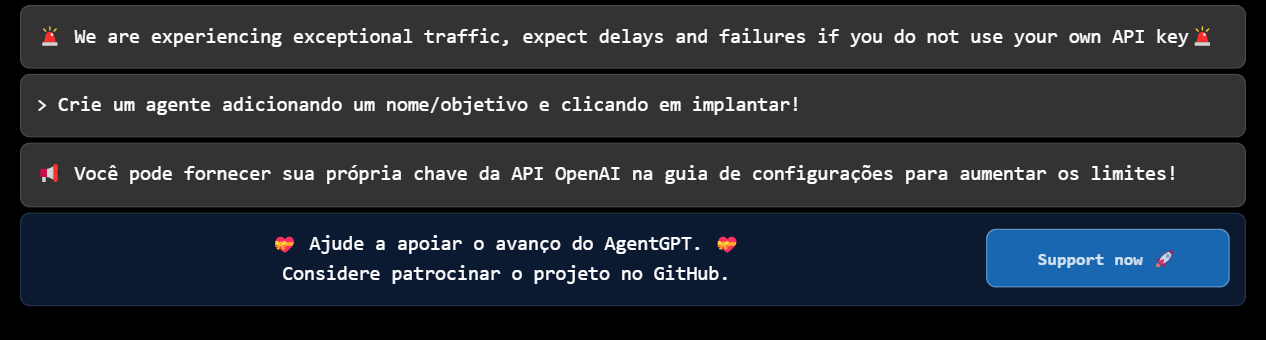 🚨 We are experiencing exceptional traffic, expect delays and failures if you do not use your own API key🚨
> Crie um agente adicionando um nome/objetivo e clicando em implantar!
📢 Você pode fornecer sua própria chave da API OpenAI na guia de configurações para aumentar os limites!
💝 Ajude a apoiar o avanço do AgentGPT. 💝
Considere patrocinar o projeto no GitHub.
Support now 🚀